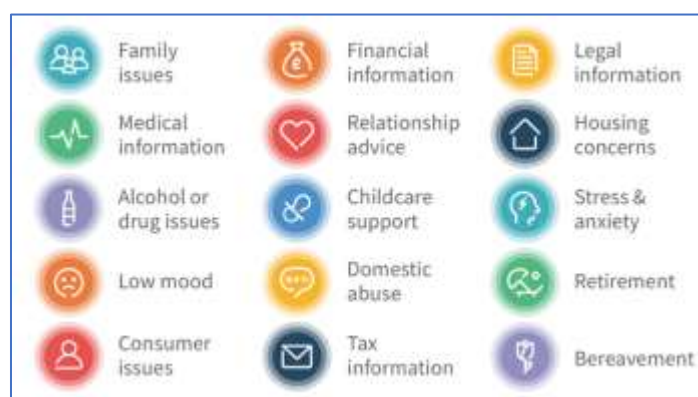 Family
issues
Financial
information
Legal
information
Medical
information
Relationship
advice
Housing
concerns
Alcohol or
drug issues
Childcare
support
Stress &
anxiety
Low mood
Domestic
abuse
Retirement
Consumer
issues
Tax
information
Bereavement